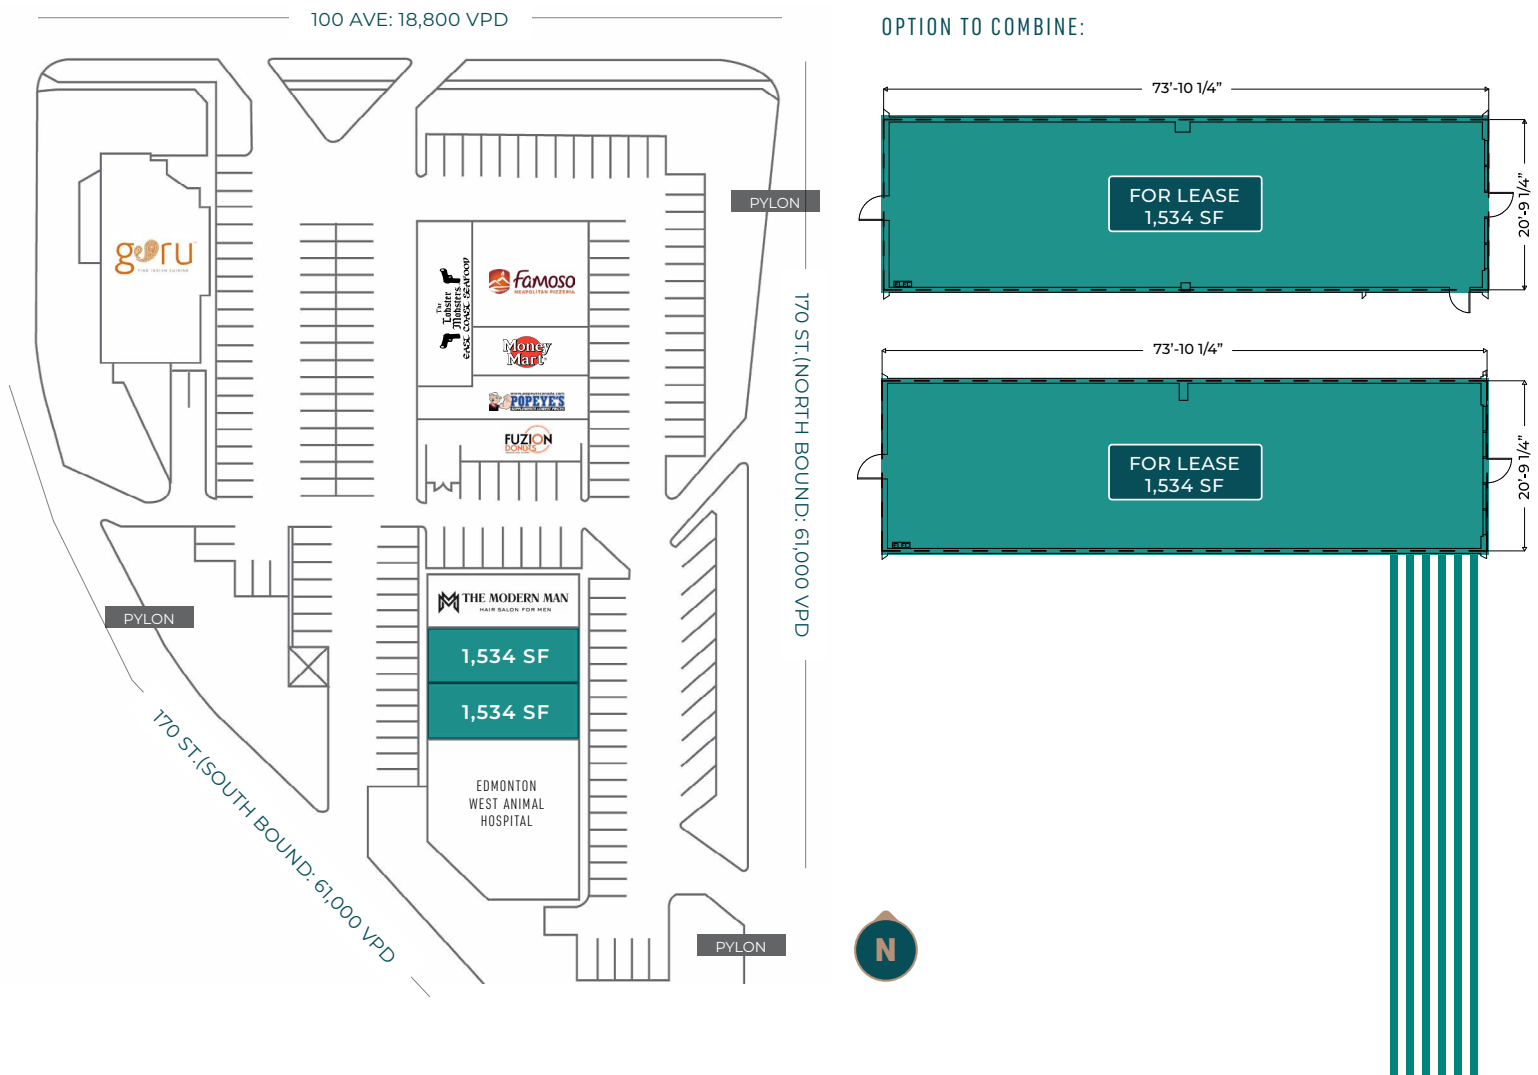 100 AVE: 18,800 VPD
OPTION TO COMBINE:
73'-10 1/4"
FOR LEASE
1,534 SF
20'-9 1/4"
PYLON
guru
FINE INDIAN CUISINE
The
Lobster
Mobsters
EAST COAST SEAFOOD
Famoso
NEAPOLITAN PIZZERIA
Money
Mart
POPEYE'S
FUZION
DONUTS
170 ST.(NORTH BOUND: 61,000 VPD
73'-10 1/4"
FOR LEASE
1,534 SF
20'-9 1/4"
THE MODERN MAN
HAIR SALON FOR MEN
PYLON
1,534 SF
1,534 SF
170 ST.(SOUTH BOUND: 61,000 VPD
EDMONTON
WEST ANIMAL
HOSPITAL
PYLON
N